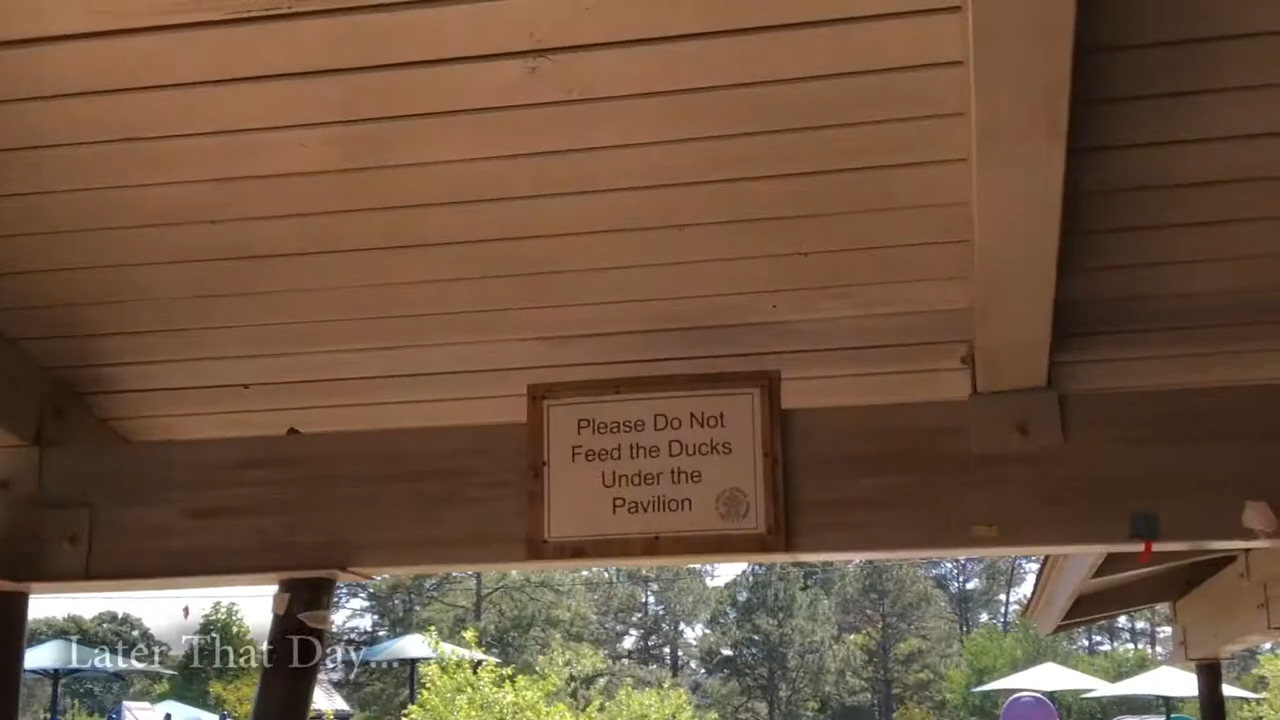 Please Do Not
Feed the Ducks
Under the
Pavilion
Later That Day...